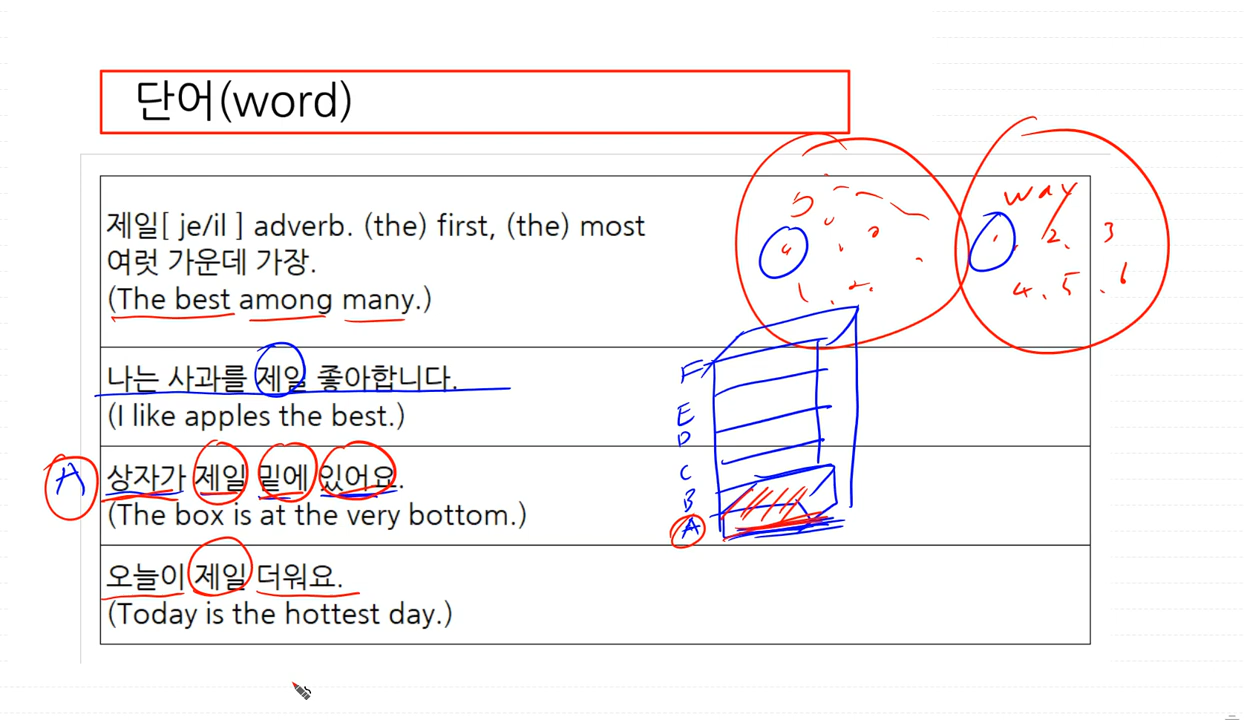 단어(word)
제일[ je/il ] adverb. (the) first, (the) most
여럿 가운데 가장.
(The best among many.)
way
1. 2. 3
4. 5. 6
나는 사과를 제일 좋아합니다.
(I like apples the best.)
A
상자가 제일 밑에 있어요.
(The box is at the very bottom.)
F
E
D
C
B
A
오늘이 제일 더워요.
(Today is the hottest day.)